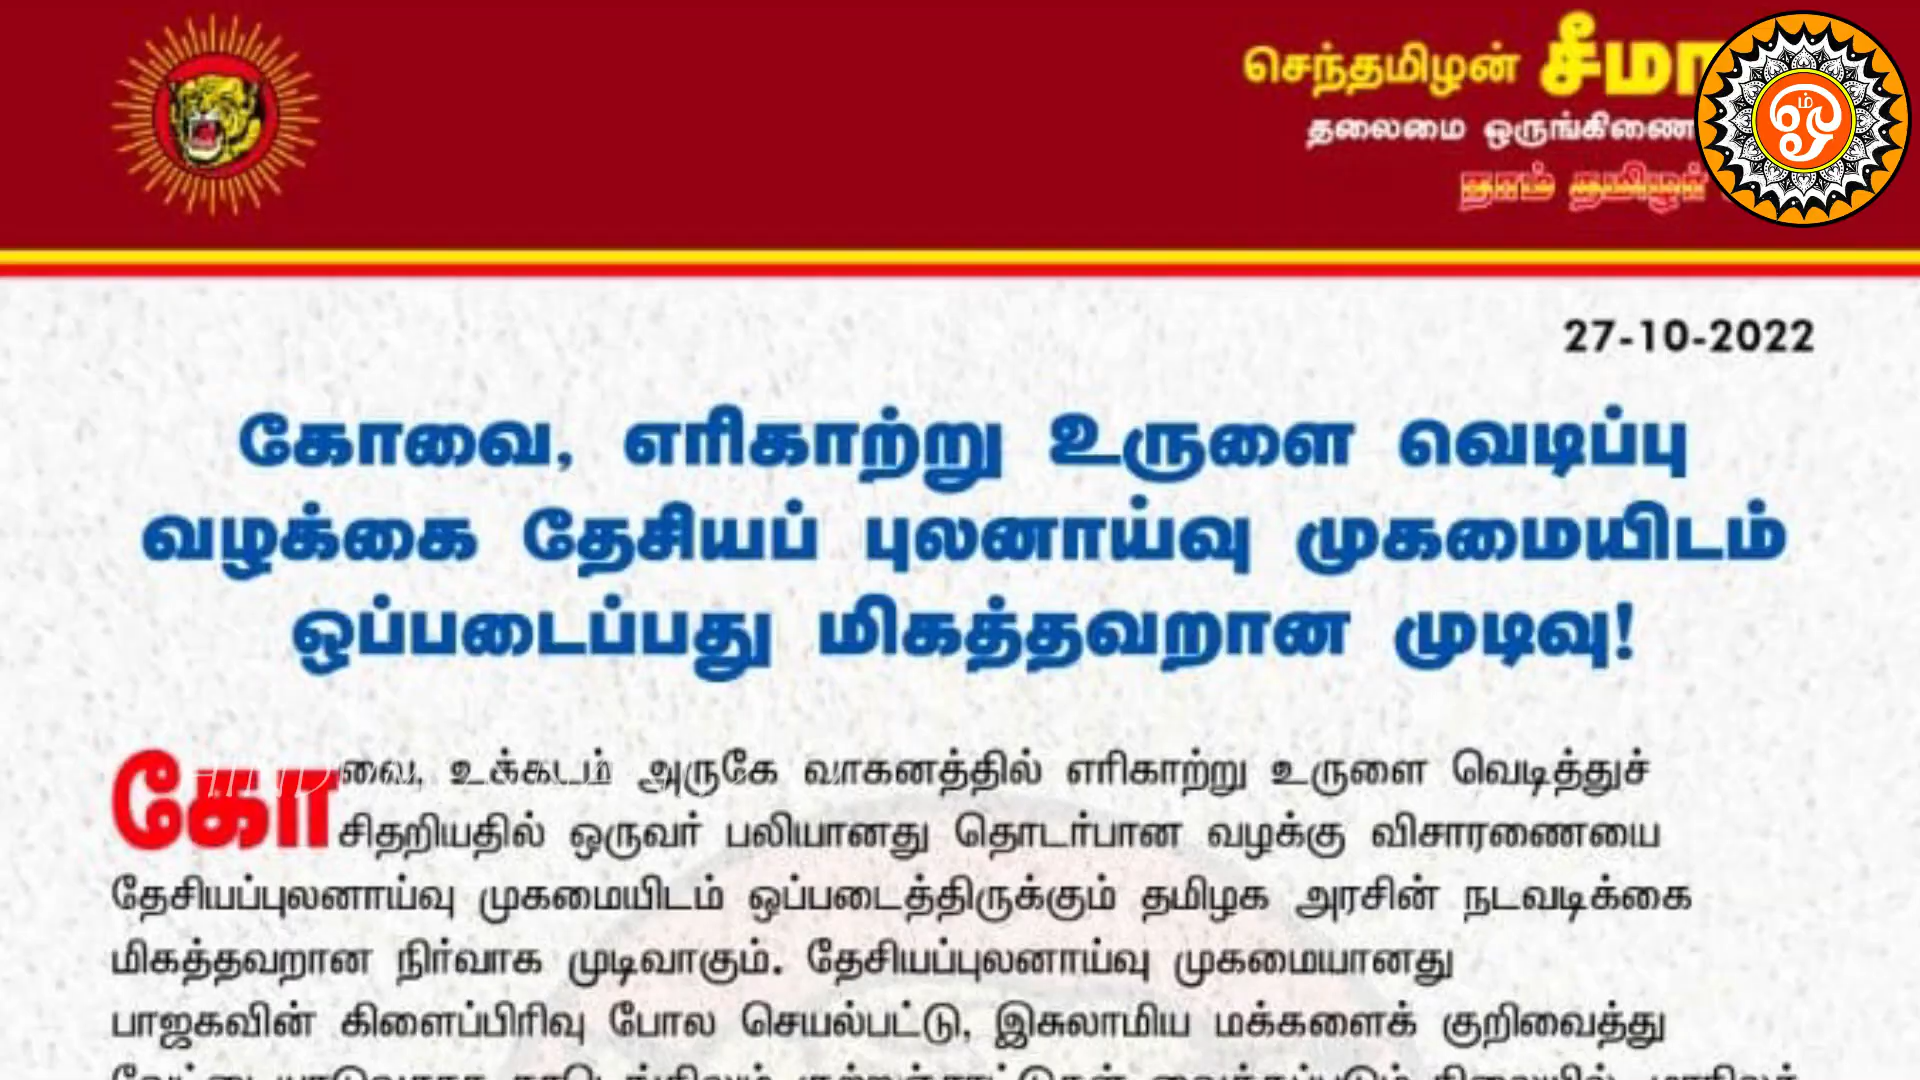 செந்தமிழன் சீமா
தலைமை ஒருங்கிணை
நாம் தமிழர்
ஓம்
27-10-2022
கோவை, எரிகாற்று உருளை வெடிப்பு
வழக்கை தேசியப் புலனாய்வு முகமையிடம்
ஒப்படைப்பது மிகத்தவறான முடிவு!
கோவை, உக்கடம் அருகே வாகனத்தில் எரிகாற்று உருளை வெடித்துச்
சிதறியதில் ஒருவர் பலியானது தொடர்பான வழக்கு விசாரணையை
தேசியப்புலனாய்வு முகமையிடம் ஒப்படைத்திருக்கும் தமிழக அரசின் நடவடிக்கை
மிகத்தவறான நிர்வாக முடிவாகும். தேசியப்புலனாய்வு முகமையானது
பாஜகவின் கிளைப்பிரிவு போல செயல்பட்டு, இசுலாமிய மக்களைக் குறிவைத்து